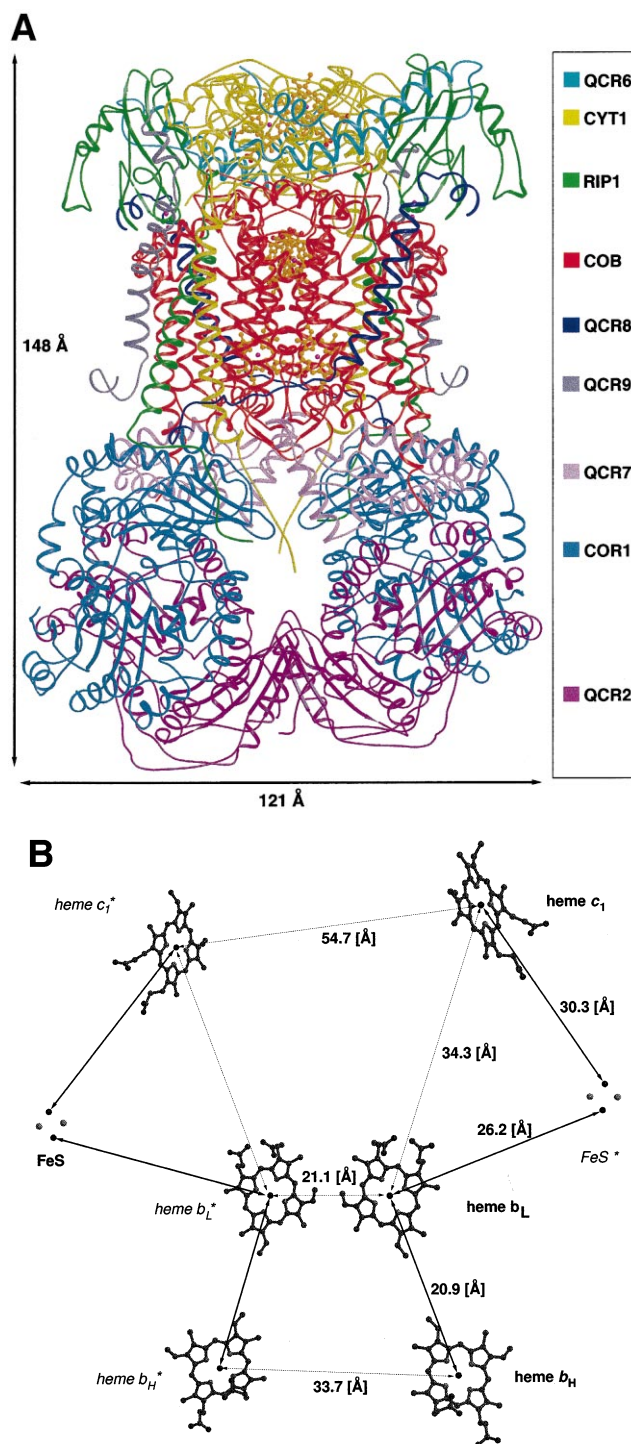 A
148 Å
121 Å
QCR6
CYT1
RIP1
COB
QCR8
QCR9
QCR7
COR1
QCR2
B
heme c1*
heme c1
54.7 [Å]
30.3 [Å]
34.3 [Å]
FeS
26.2 [Å]
FeS *
21.1 [Å]
heme bL*
heme bL
20.9 [Å]
heme bH*
33.7 [Å]
heme bH